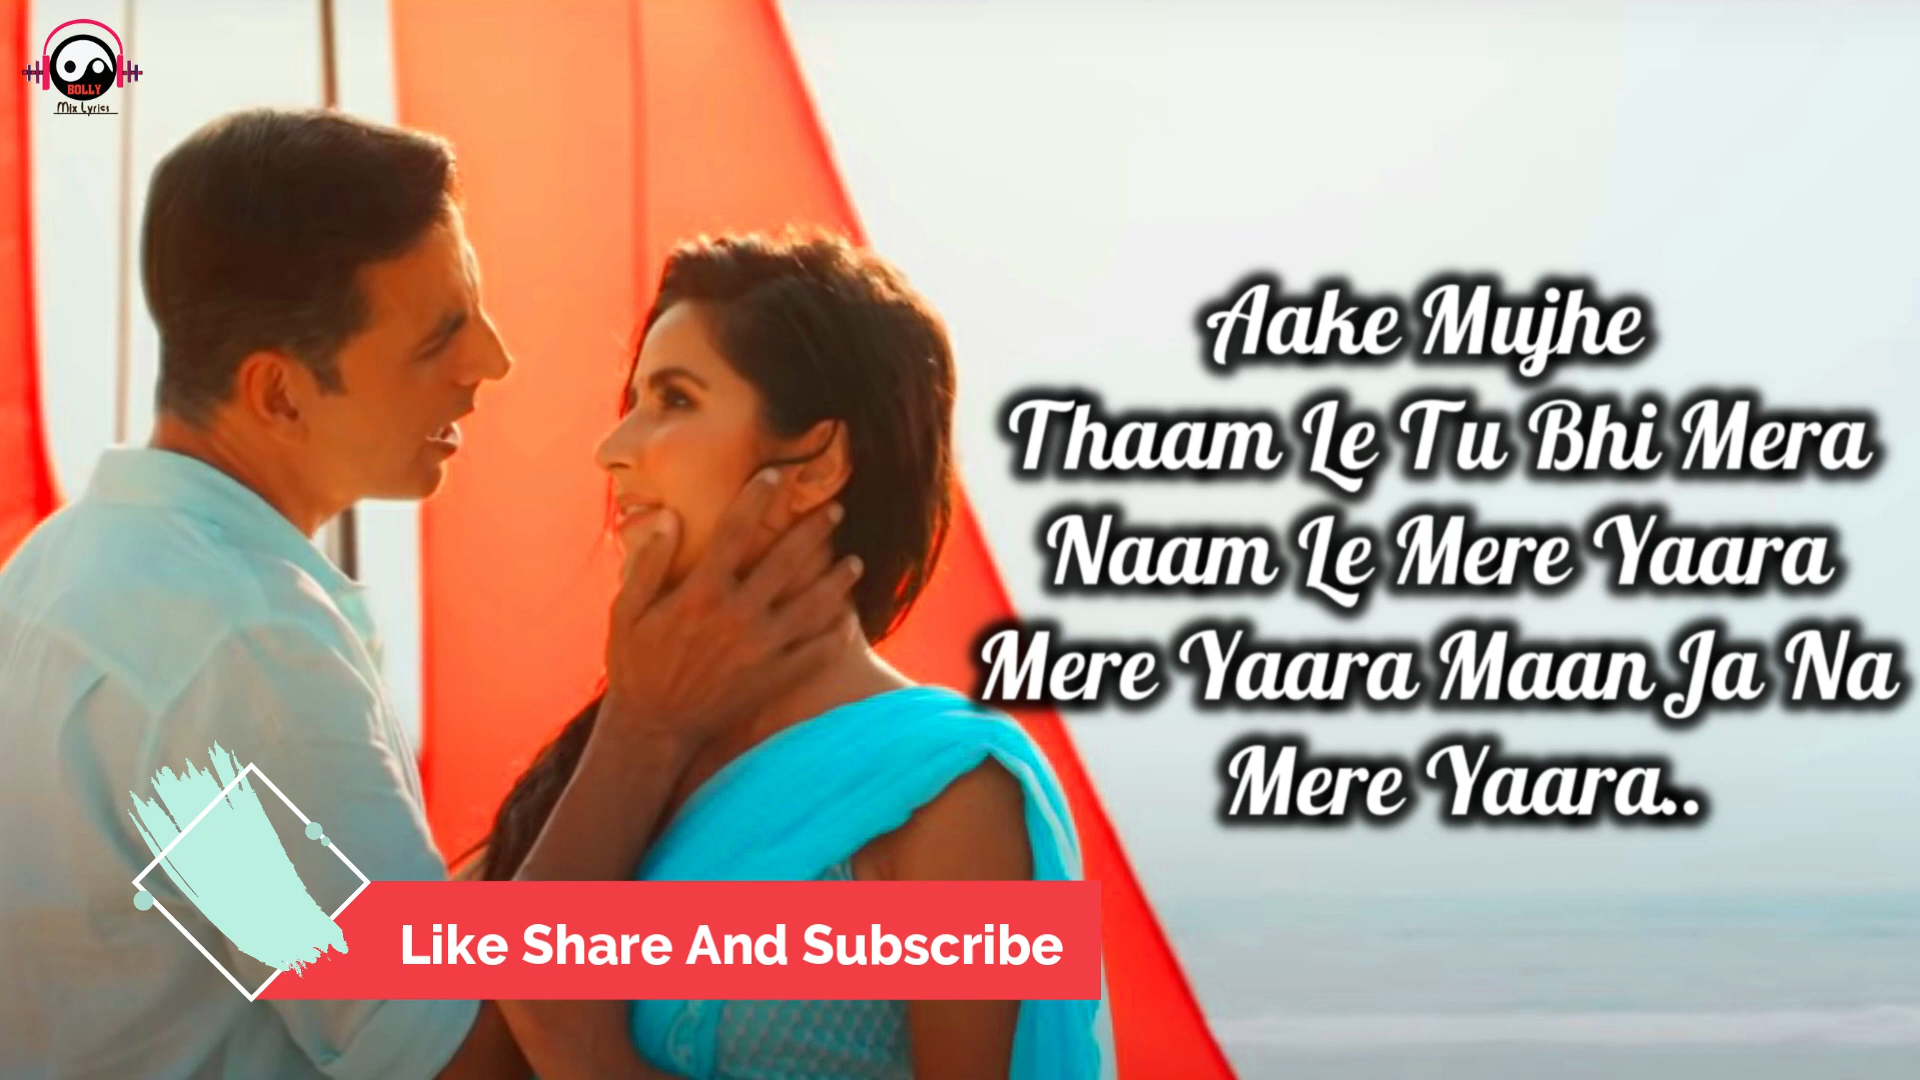 BOLLY
Mix Lyrics
Aake Mujhe
Thaam Le Tu Bhi Mera
Naam Le Mere Yaara
Mere Yaara Maan Ja Na
Mere Yaara..
Like Share And Subscribe